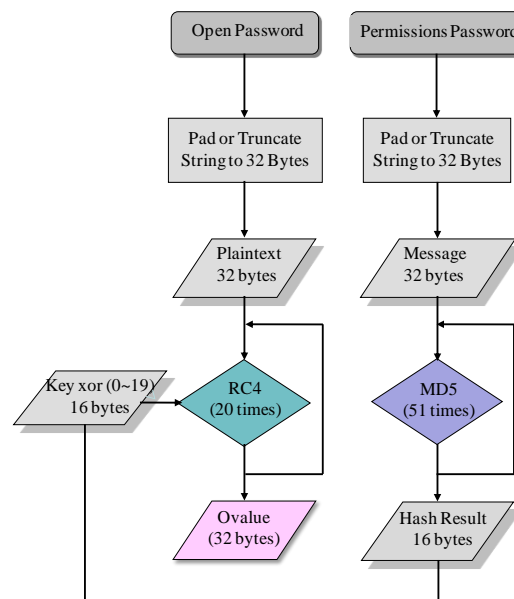 Open Password
Permissions Password
Pad or Truncate
String to 32 Bytes
Pad or Truncate
String to 32 Bytes
Plaintext
32 bytes
Message
32 bytes
Key xor (0~19)
16 bytes
RC4
(20 times)
MD5
(51 times)
Ovalue
(32 bytes)
Hash Result
16 bytes